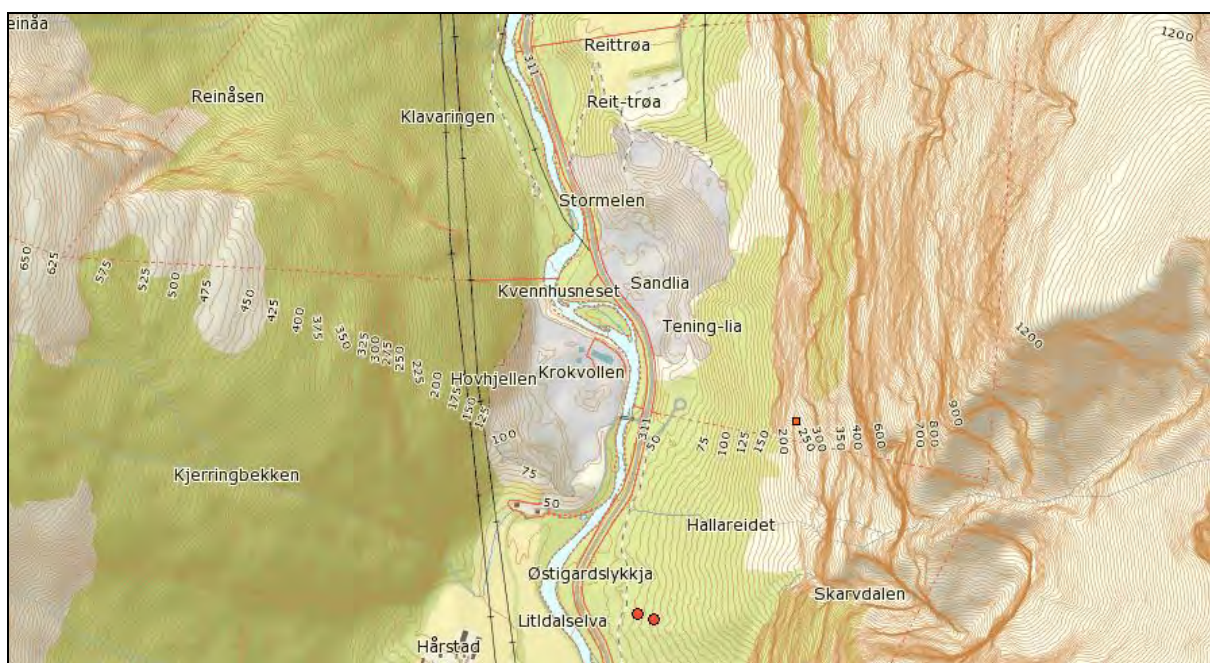 einåa
Reittrøa
1200
311
Reinåsen
Reit-trøa
Klavaringen
Stormelen
650
625
575
525
500
475
450
425
400
375
350
325
300
275
250
225
200
175
150
125
Sandlia
Kvennhusneset
Tening-lia
1200
Hovhjellen
Krokvollen
100
75
50
311
50
75
100
125
150
200
250
300
350
400
600
700
800
900
Kjerringbekken
Hallareidet
Østigardslykkja
Skarvdalen
Litldalselva
Hårstad